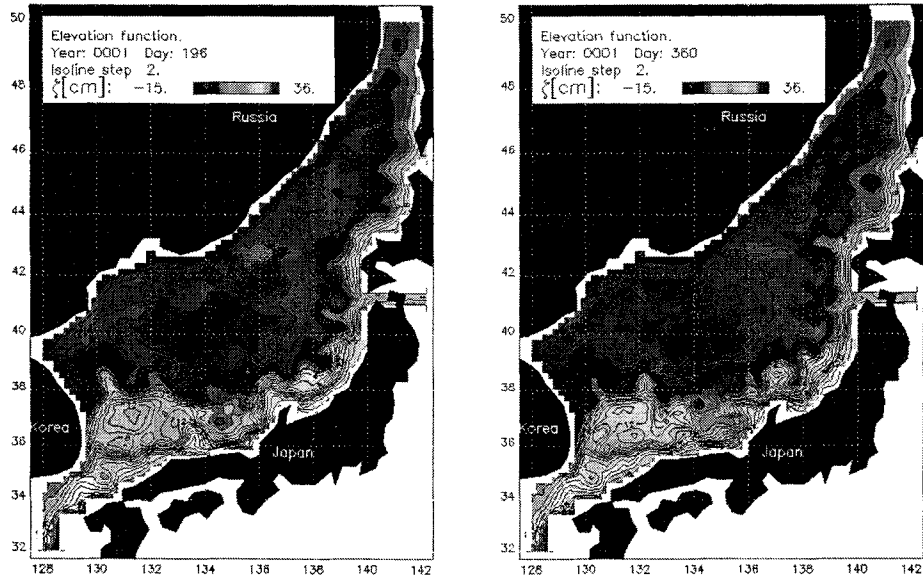 Elevation function.
Year: 0001 Day: 196
Isoline step 2.
ζ[cm]: -15. 36.
Russia
Korea
Japan
50
48
46
44
42
40
38
36
34
32
128 130 132 134 136 138 140 142
Elevation function.
Year: 0001 Day: 360
Isoline step 2.
ζ[cm]: -15. 36.
Russia
Korea
Japan
50
48
46
44
42
40
38
36
34
32
128 130 132 134 136 138 140 142